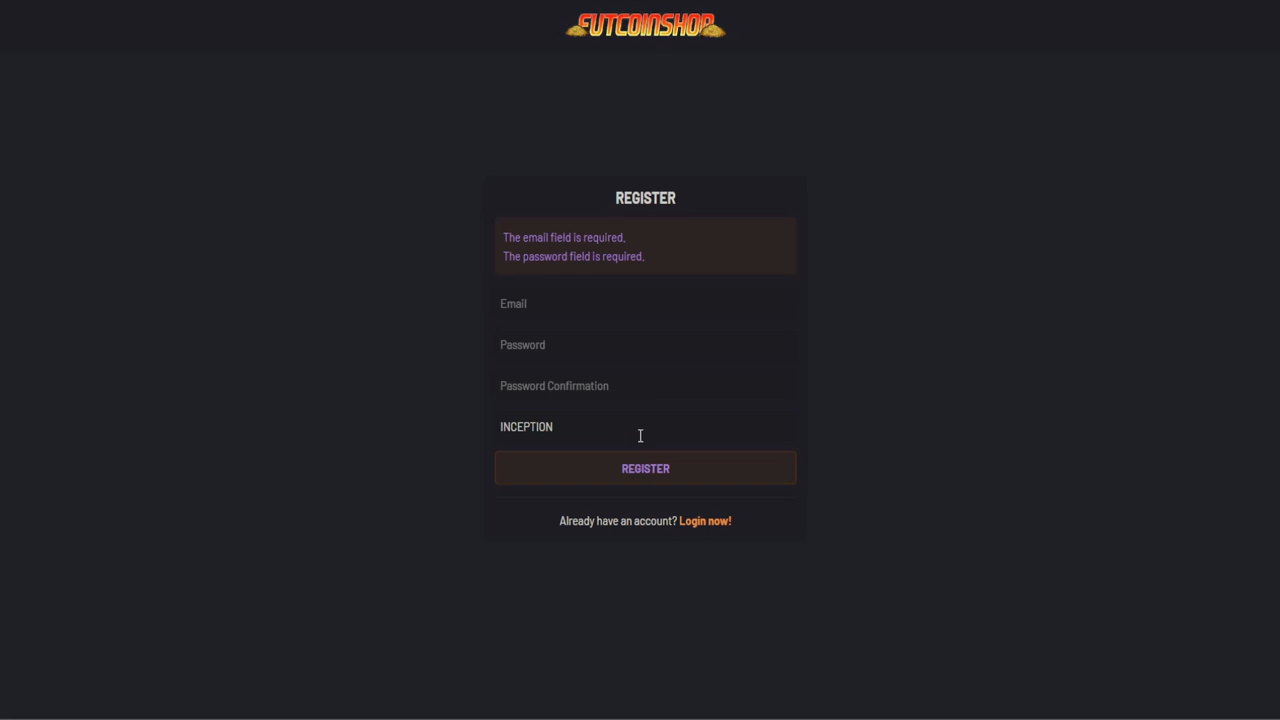 FUTCOINSHOP
REGISTER
The email field is required.
The password field is required.
Email
Password
Password Confirmation
INCEPTION
REGISTER
Already have an account? Login now!